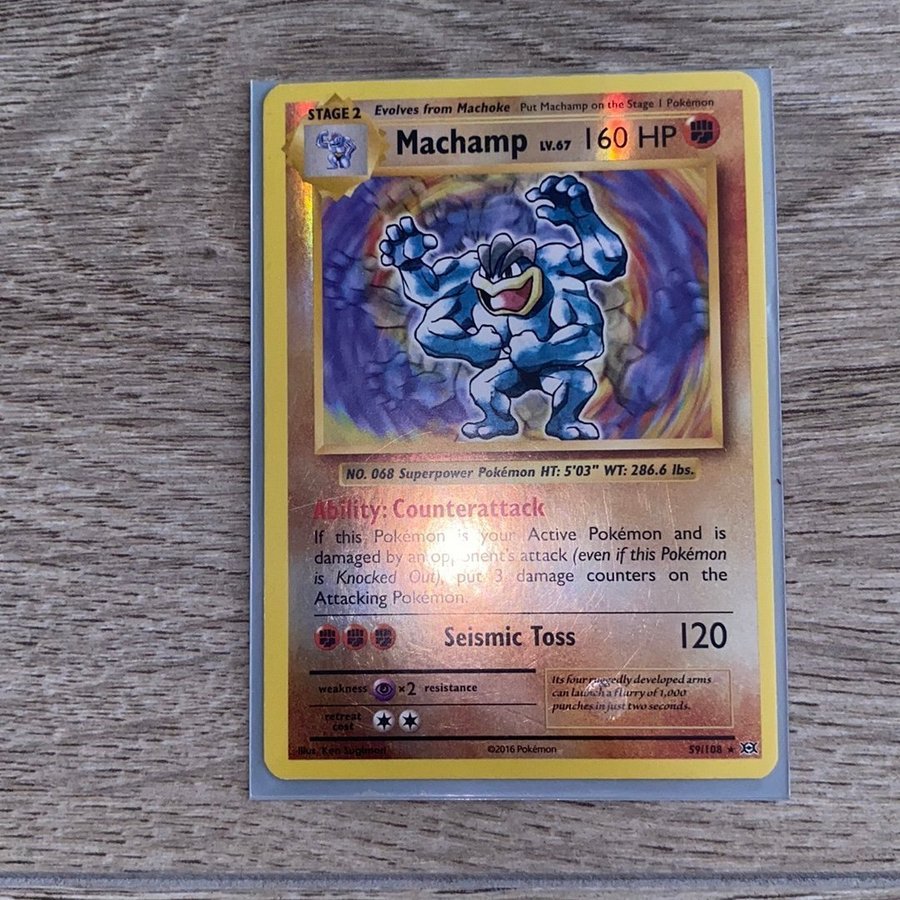 STAGE 2 Evolves from Machoke Put Machamp on the Stage 1 Pokémon
Machamp LV.67 160 HP
NO. 068 Superpower Pokémon HT: 5'03" WT: 286.6 lbs.
Ability: Counterattack
If this Pokémon is your Active Pokémon and is
damaged by an opponent's attack (even if this Pokémon
is Knocked Out), put 3 damage counters on the
Attacking Pokémon.
Seismic Toss 120
weakness ×2 resistance
retreat
cost
Its four ruggedly developed arms
can launch a flurry of 1,000
punches in just two seconds.
Illus. Ken Sugimori ©2016 Pokémon 59/108 ★